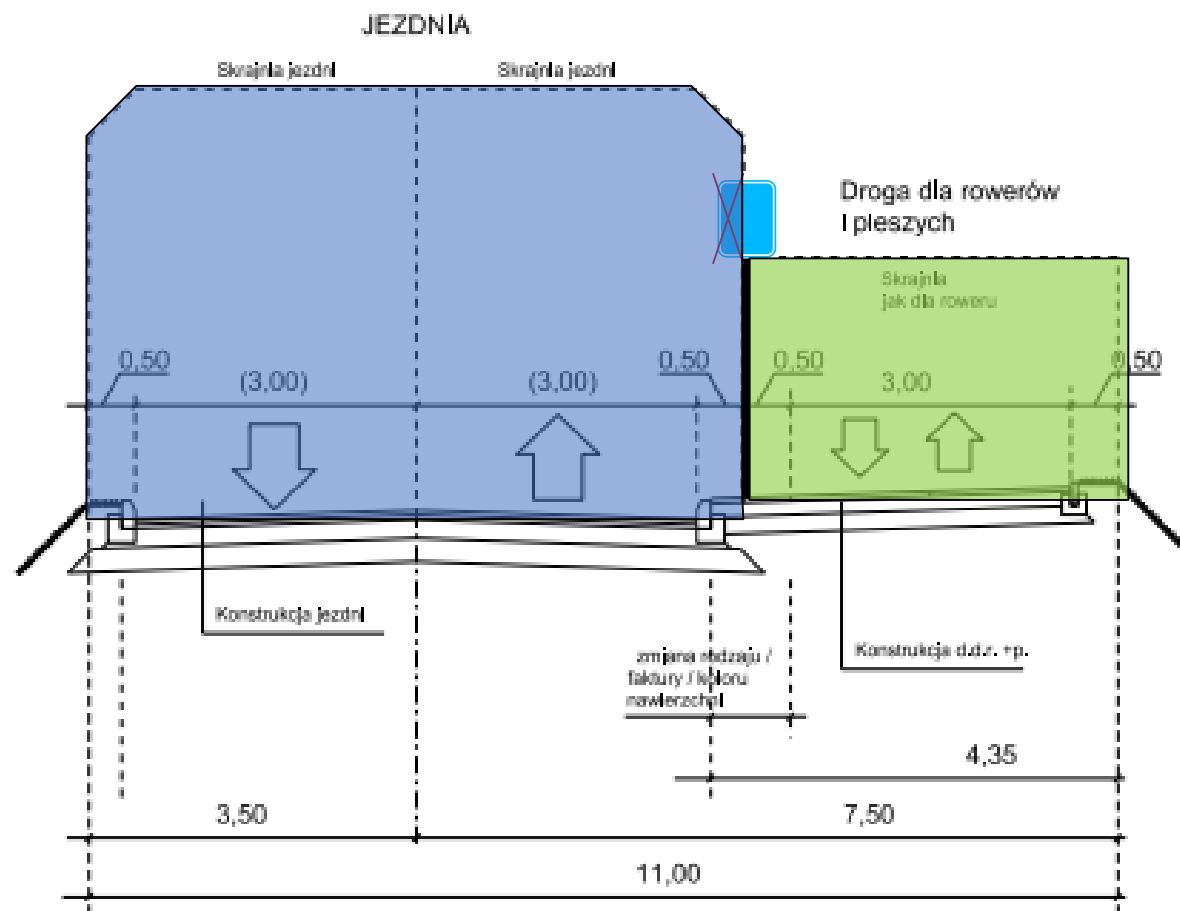 JEZDNIA
Skrajnia jezdni
Skrajnia jezdni
Droga dla rowerów
i pieszych
Skrajnia
jak dla roweru
0,50
(3,00)
(3,00)
0,50
0,50
3,00
0,50
Konstrukcja jezdni
zmiana rodzaju /
faktury / koloru
nawierzchni
Konstrukcja d.d.r. +p.
4,35
3,50
7,50
11,00